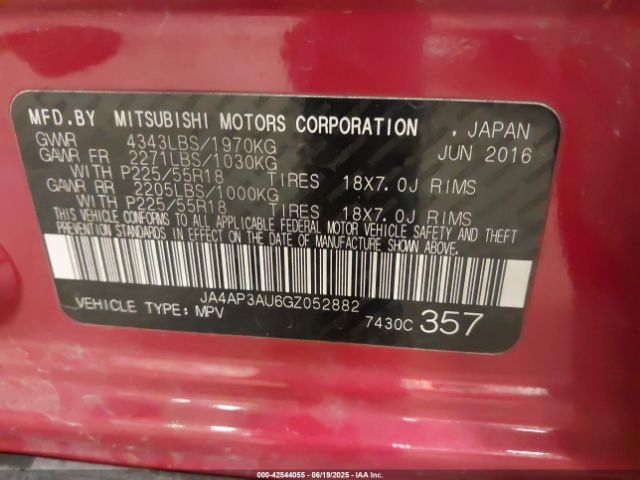 MFD.BY MITSUBISHI MOTORS CORPORATION , JAPAN
GVWR 4343LBS/1970KG JUN 2016
GAWR FR 2271LBS/1030KG
WITH P225/55R18 TIRES 18X7.0J RIMS
GAWR RR 2205LBS/1000KG
WITH P225/55R18 TIRES 18X7.0J RIMS
THIS VEHICLE CONFORMS TO ALL APPLICABLE FEDERAL MOTOR VEHICLE SAFETY AND THEFT
PREVENTION STANDARDS IN EFFECT ON THE DATE OF MANUFACTURE SHOWN ABOVE.
JA4AP3AU6GZ052882
VEHICLE TYPE: MPV 7430C 357
000-42544055 - 06/19/2025 - IAAI.com